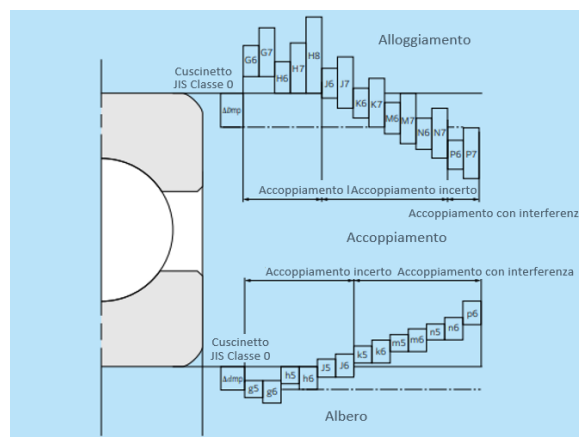 Alloggiamento
Cuscinetto
JIS Classe 0
ΔDmp
G6
G7
H6
H7
H8
J6
J7
K6
K7
M6
M7
N6
N7
P6
P7
Accoppiamento l
Accoppiamento incerto
Accoppiamento con interferenza
Accoppiamento
Accoppiamento incerto
Accoppiamento con interferenza
Cuscinetto
JIS Classe 0
Δdmp
g5
g6
h5
h6
J5
J6
k5
k6
m5
m6
n5
n6
p6
Albero